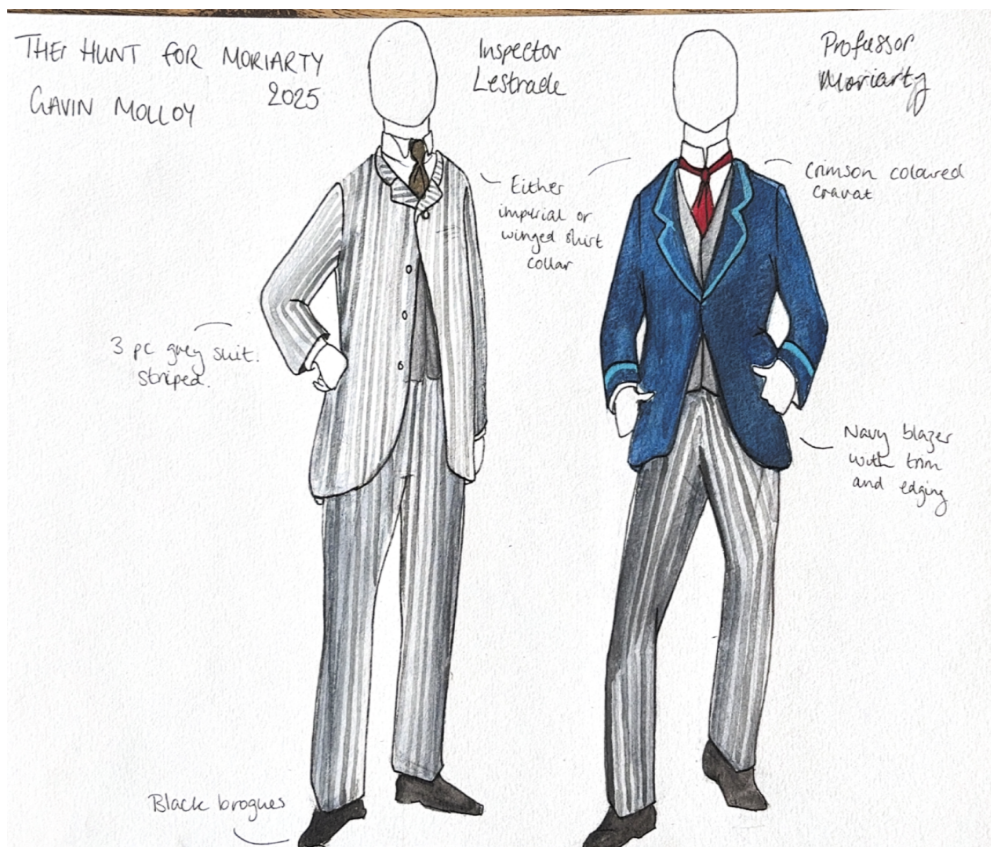 THE HUNT FOR MORIARTY
2025
GAVIN MOLLOY
Inspector
Lestrade
Professor
Moriarty
Either
imperial or
winged shirt
collar
Crimson coloured
cravat
3 pc grey suit.
striped.
Navy blazer
with trim
and edging
Black brogues